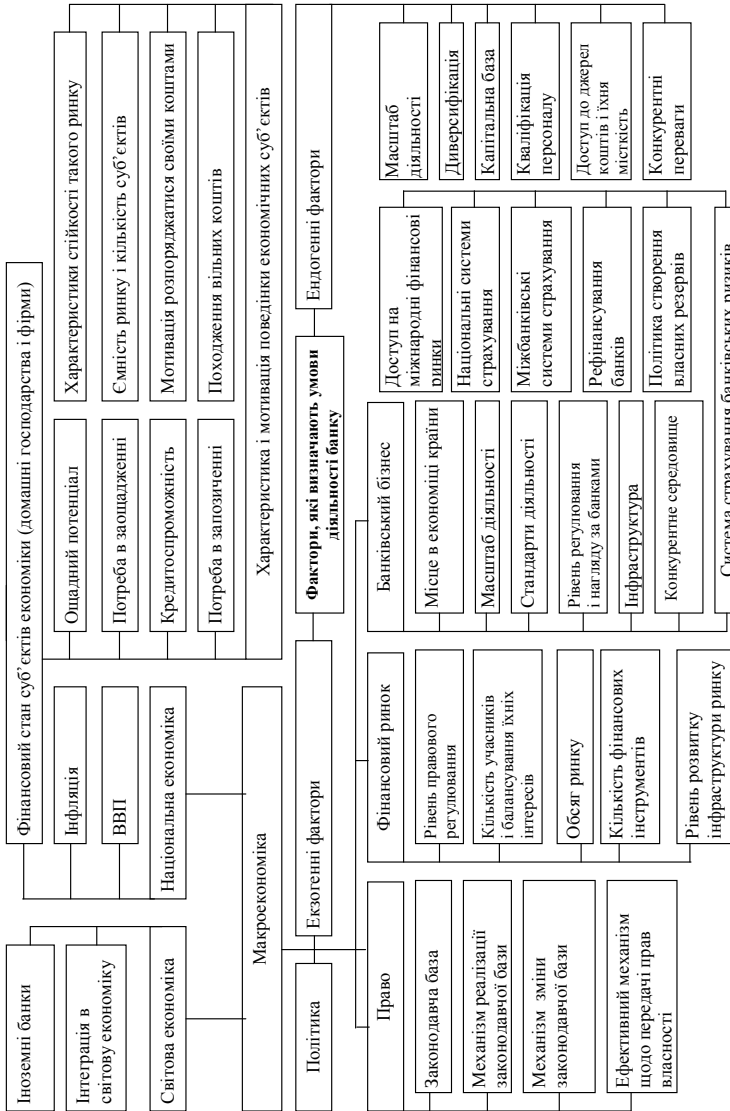 Іноземні банки
Інтеграція в
світову економіку
Світова економіка
Фінансовий стан суб’єктів економіки (домашні господарства і фірми)
Інфляція
ВВП
Національна економіка
Ощадний потенціал
Потреба в заощадженні
Кредитоспроможність
Потреба в запозиченні
Характеристики стійкості такого ринку
Ємність ринку і кількість суб’єктів
Мотивація розпоряджатися своїми коштами
Походження вільних коштів
Макроекономіка
Характеристика і мотивація поведінки економічних суб’єктів
Політика
Екзогенні фактори
Фактори, які визначають умови
діяльності банку
Ендогенні фактори
Право
Законодавча база
Механізм реалізації
законодавчої бази
Механізм зміни
законодавчої бази
Ефективний механізм
щодо передачі прав
власності
Фінансовий ринок
Рівень правового
регулювання
Кількість учасників
і балансування їхніх
інтересів
Обсяг ринку
Кількість фінансових
інструментів
Рівень розвитку
інфраструктури ринку
Банківський бізнес
Місце в економіці країни
Масштаб діяльності
Стандарти діяльності
Рівень регулювання
і нагляду за банками
Інфраструктура
Конкурентне середовище
Система страхування банківських ризиків
Доступ на
міжнародні фінансові
ринки
Національні системи
страхування
Міжбанківські
системи страхування
Рефінансування
банків
Політика створення
власних резервів
Масштаб
діяльності
Диверсифікація
Капітальна база
Кваліфікація
персоналу
Доступ до джерел
коштів і їхня
місткість
Конкурентні
переваги